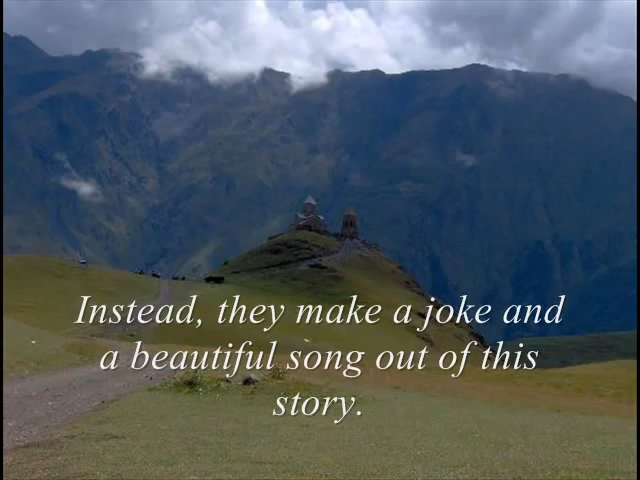 Instead, they make a joke and
a beautiful song out of this
story.